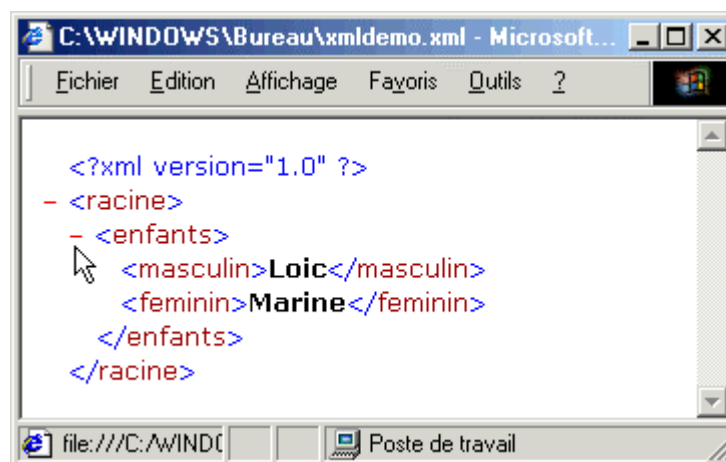 C:\WINDOWS\Bureau\xmldemo.xml - Microsoft...
Fichier Edition Affichage Favoris Outils ?
<?xml version="1.0" ?>
- <racine>
- <enfants>
<masculin>Loic</masculin>
<feminin>Marine</feminin>
</enfants>
</racine>
file:///C:/WIND( Poste de travail